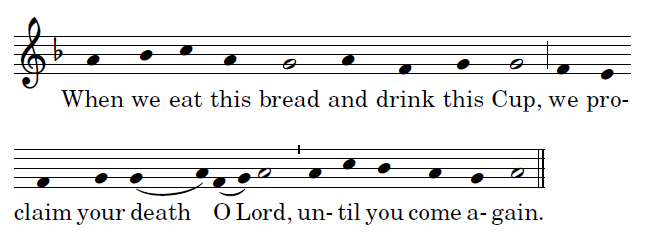 When we eat this bread and drink this Cup, we pro-
claim your death O Lord, un- til you come a- gain.